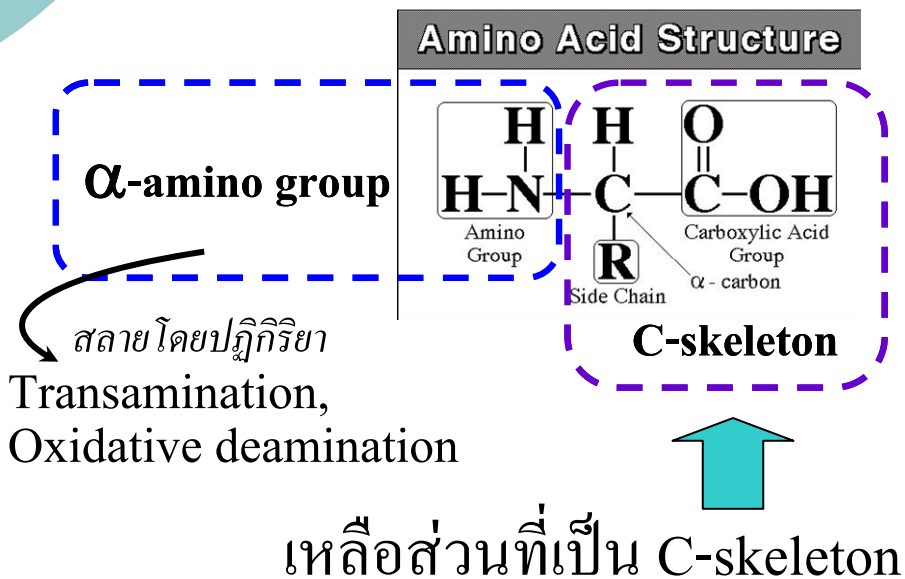 Amino Acid Structure
α-amino group
H H O
H–N–C–C–OH
Amino
Group
Carboxylic Acid
Group
R
α - carbon
Side Chain
C-skeleton
สลายโดยปฏิกิริยา
Transamination,
Oxidative deamination
เหลือส่วนที่เป็น C-skeleton